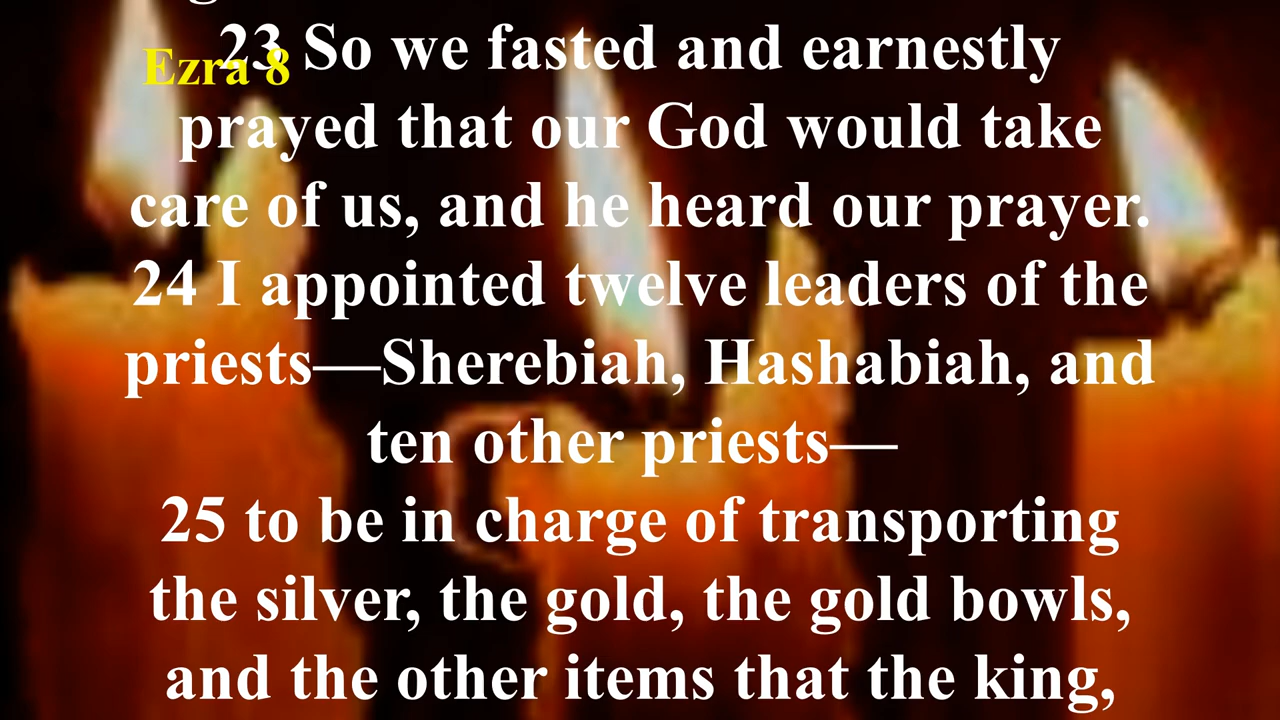 Ezra 8
23 So we fasted and earnestly
prayed that our God would take
care of us, and he heard our prayer.
24 I appointed twelve leaders of the
priests—Sherebiah, Hashabiah, and
ten other priests—
25 to be in charge of transporting
the silver, the gold, the gold bowls,
and the other items that the king,